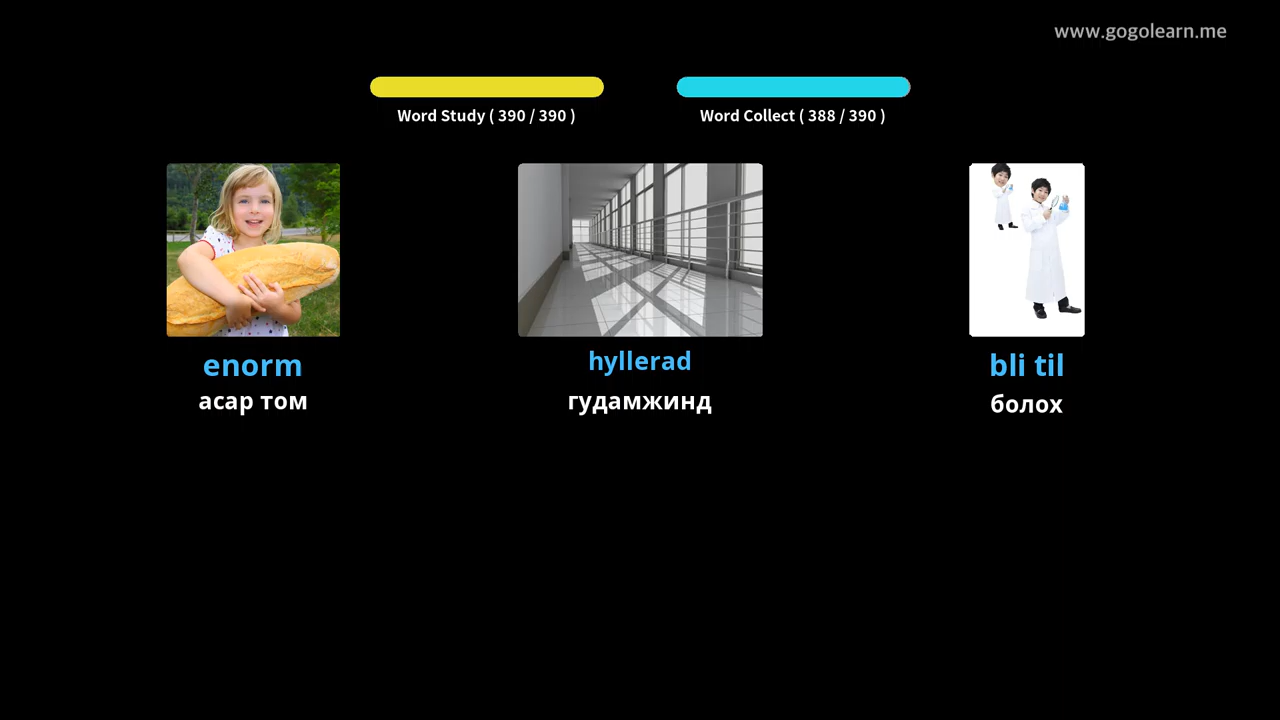 www.gogolearn.me
Word Study ( 390 / 390 )
Word Collect ( 388 / 390 )
enorm
асар том
hyllerad
гудамжинд
bli til
болох